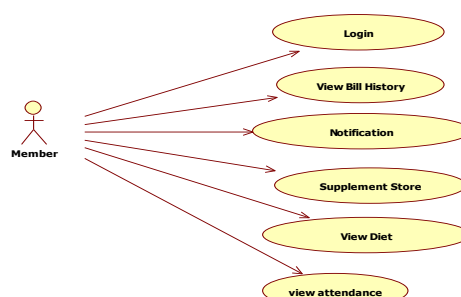 Login
View Bill History
Notification
Member
Supplement Store
View Diet
view attendance